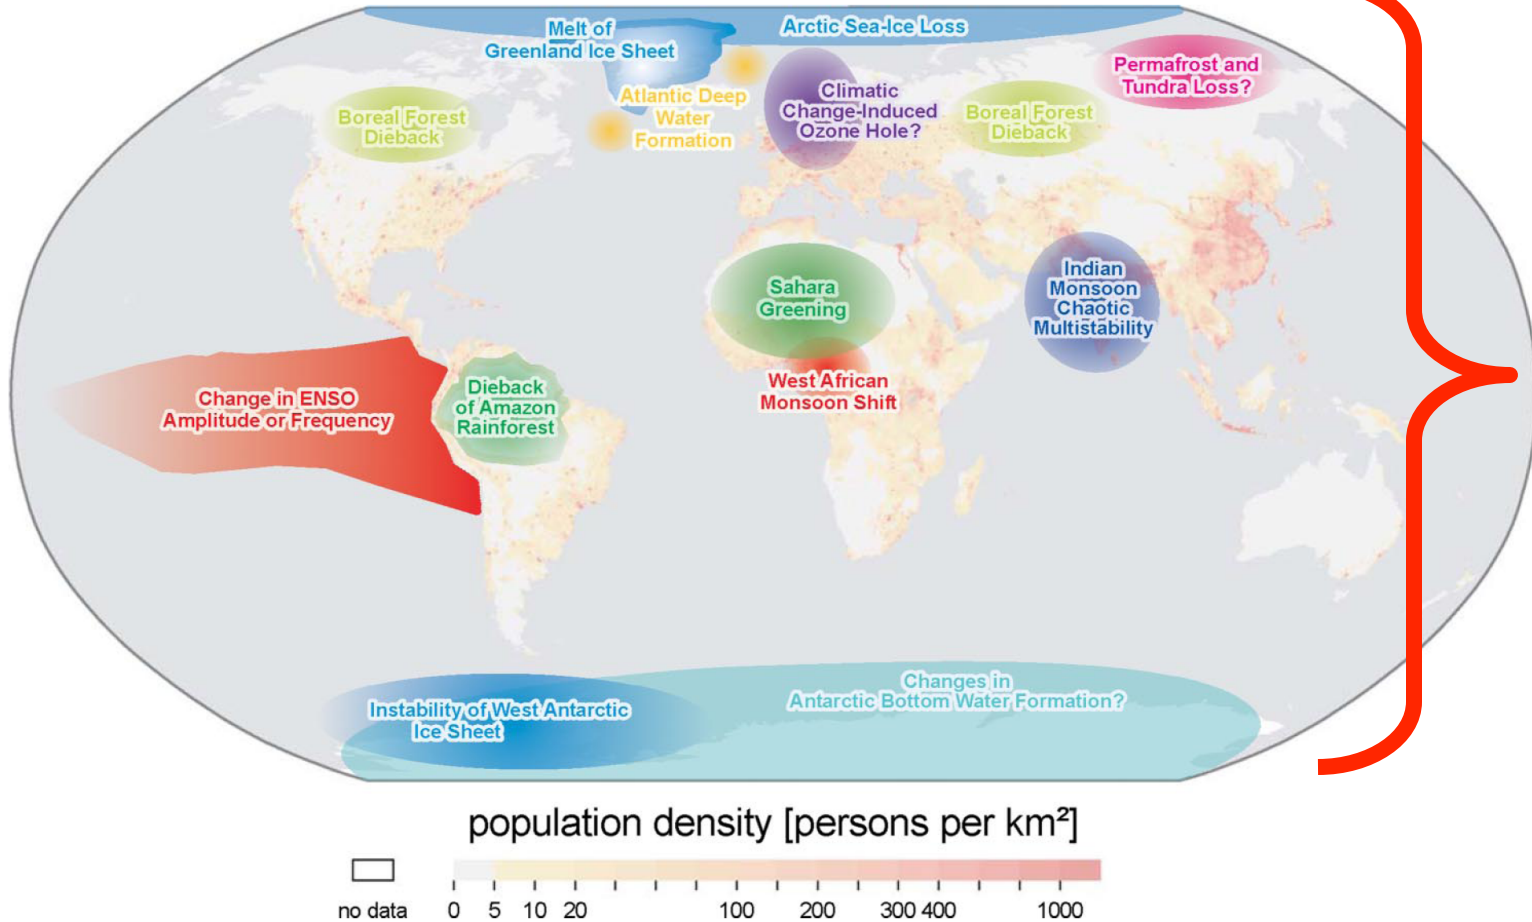 Melt of
Greenland Ice Sheet
Arctic Sea-Ice Loss
Permafrost and
Tundra Loss?
Atlantic Deep
Water
Formation
Climatic
Change-Induced
Ozone Hole?
Boreal Forest
Dieback
Boreal Forest
Dieback
Sahara
Greening
Indian
Monsoon
Chaotic
Multistability
West African
Monsoon Shift
Change in ENSO
Amplitude or Frequency
Dieback
of Amazon
Rainforest
Instability of West Antarctic
Ice Sheet
Changes in
Antarctic Bottom Water Formation?
population density [persons per km²]
no data 0 5 10 20 100 200 300 400 1000